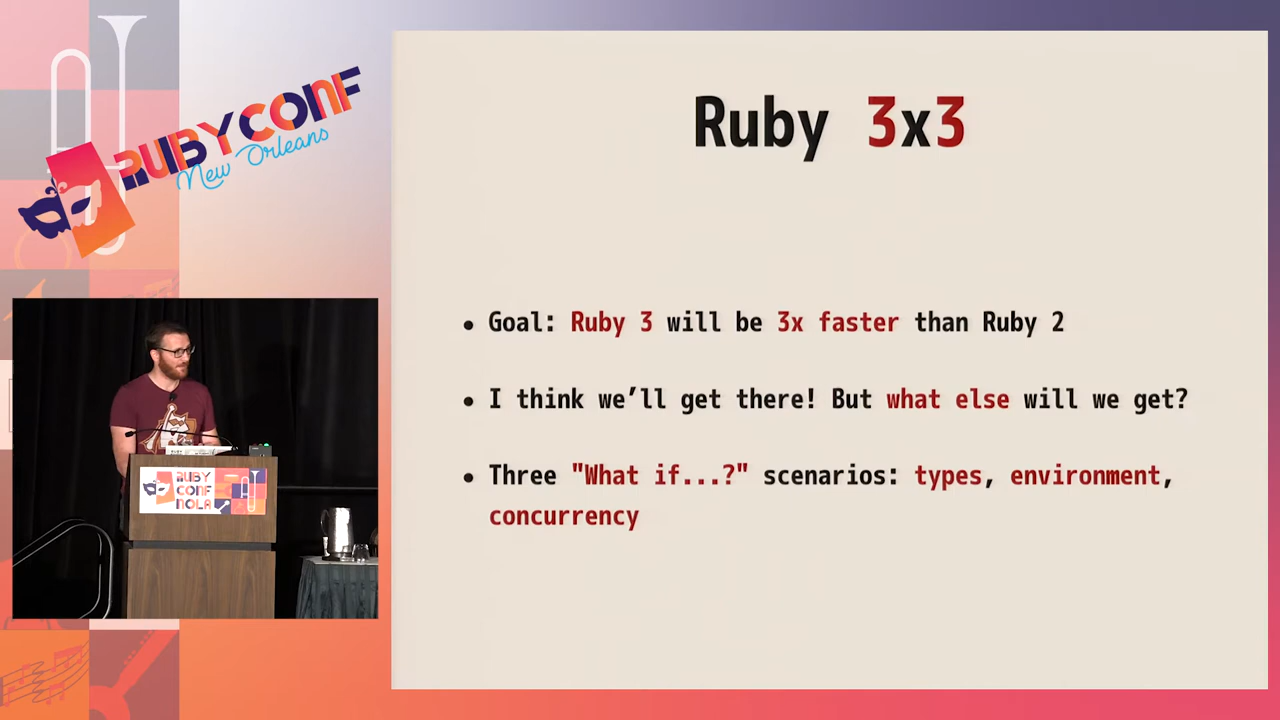 RUBYCONF
New Orleans
RUBY
CONF
NOLA
Ruby 3x3
• Goal: Ruby 3 will be 3x faster than Ruby 2
• I think we’ll get there! But what else will we get?
• Three "What if...?" scenarios: types, environment,
concurrency